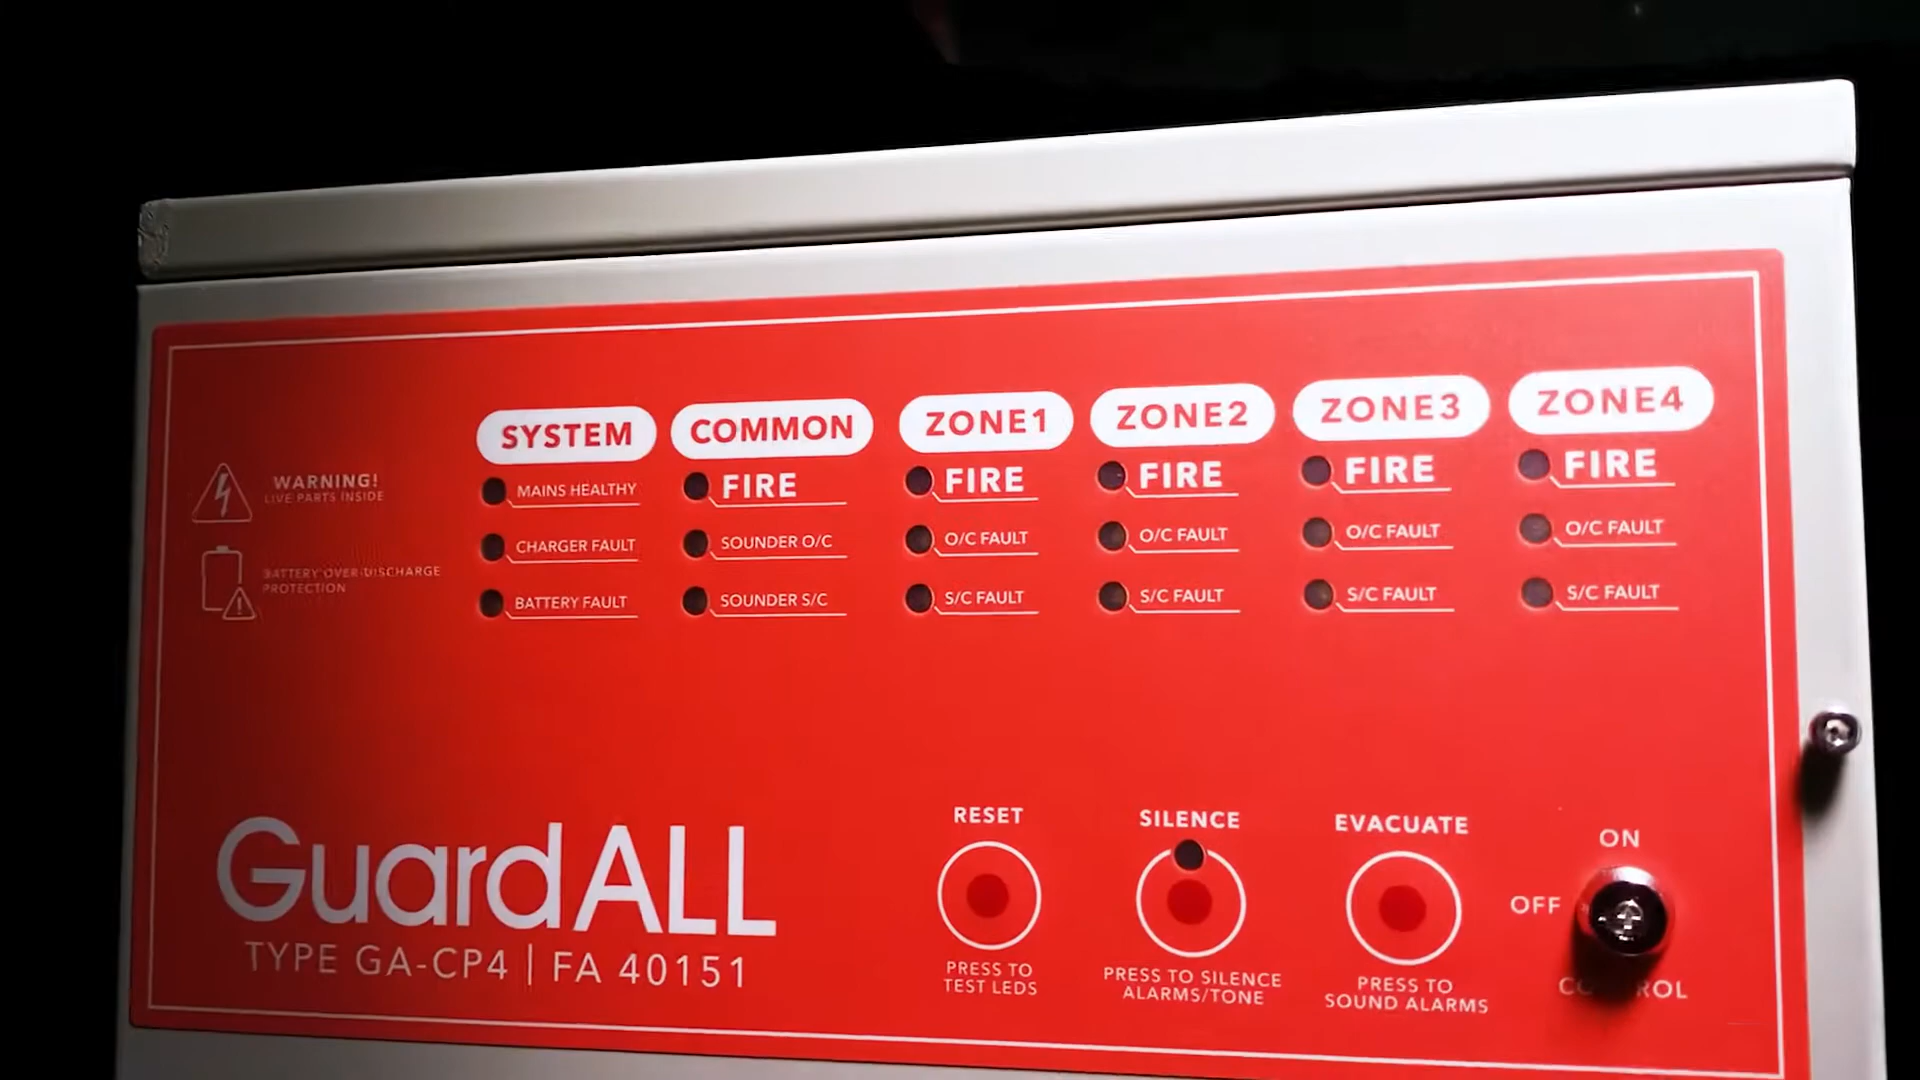 SYSTEM
COMMON
ZONE1
ZONE2
ZONE3
ZONE4
WARNING!
LIVE PARTS INSIDE
MAINS HEALTHY
FIRE
FIRE
FIRE
FIRE
FIRE
CHARGER FAULT
SOUNDER O/C
O/C FAULT
O/C FAULT
O/C FAULT
O/C FAULT
BATTERY OVER-DISCHARGE
PROTECTION
BATTERY FAULT
SOUNDER S/C
S/C FAULT
S/C FAULT
S/C FAULT
S/C FAULT
GuardALL
TYPE GA-CP4 | FA 40151
RESET
PRESS TO
TEST LEDS
SILENCE
PRESS TO SILENCE
ALARMS/TONE
EVACUATE
PRESS TO
SOUND ALARMS
ON
OFF